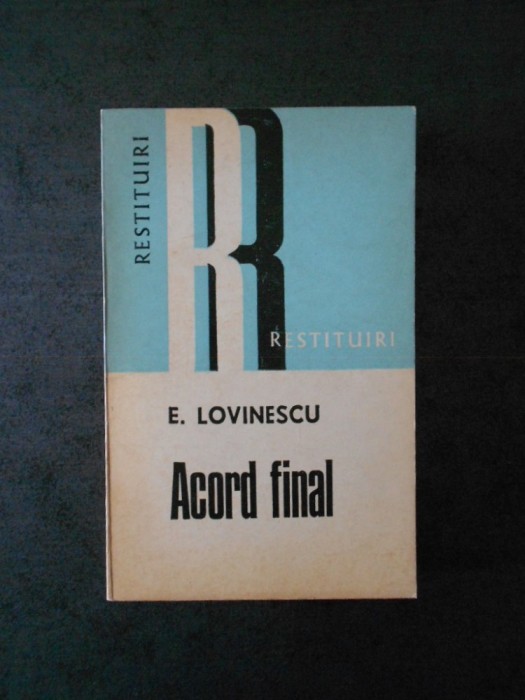 RESTITUIRI
R
RESTITUIRI
E. LOVINESCU
Acord final